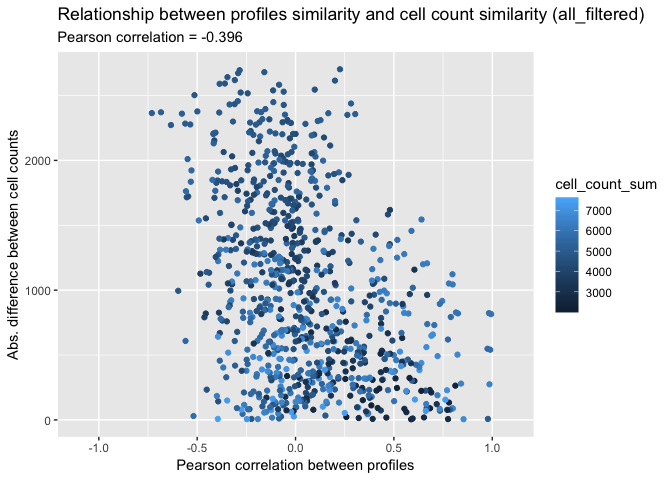 Relationship between profiles similarity and cell count similarity (all_filtered)
Pearson correlation = -0.396
Abs. difference between cell counts
2000
1000
0
-1.0 -0.5 0.0 0.5 1.0
Pearson correlation between profiles
cell_count_sum
7000
6000
5000
4000
3000